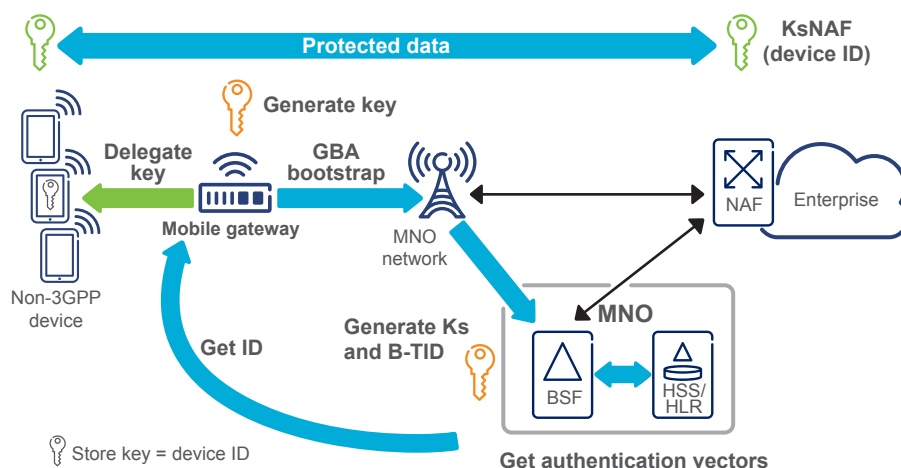 Protected data
KsNAF
(device ID)
Generate key
Delegate
key
GBA
bootstrap
Mobile gateway
MNO
network
NAF
Enterprise
Non-3GPP
device
Get ID
Generate Ks
and B-TID
MNO
BSF
HSS/
HLR
Store key = device ID
Get authentication vectors